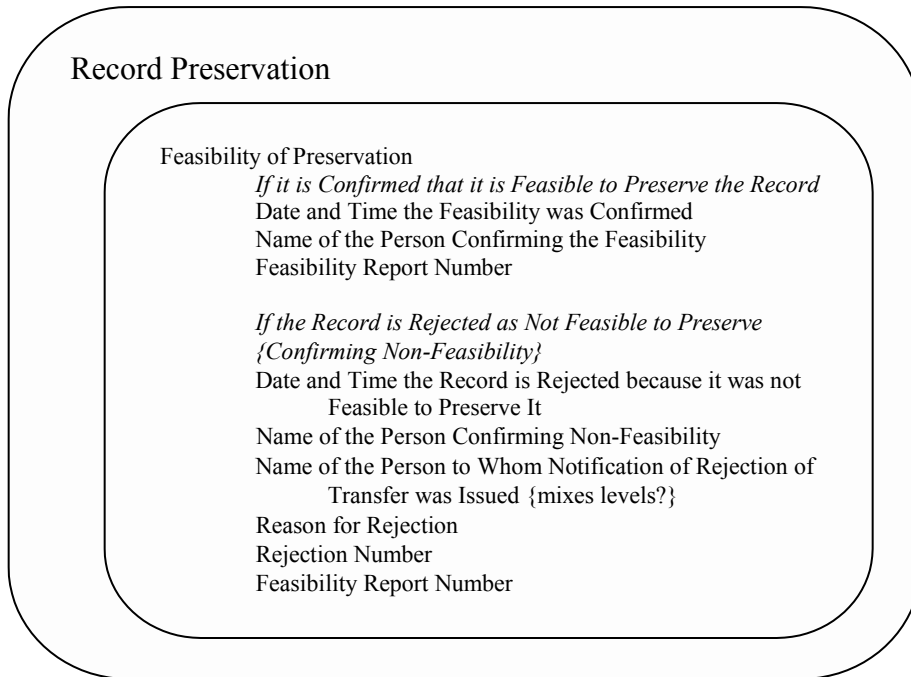 Record Preservation
Feasibility of Preservation
If it is Confirmed that it is Feasible to Preserve the Record
Date and Time the Feasibility was Confirmed
Name of the Person Confirming the Feasibility
Feasibility Report Number
If the Record is Rejected as Not Feasible to Preserve
{Confirming Non-Feasibility}
Date and Time the Record is Rejected because it was not
Feasible to Preserve It
Name of the Person Confirming Non-Feasibility
Name of the Person to Whom Notification of Rejection of
Transfer was Issued {mixes levels?}
Reason for Rejection
Rejection Number
Feasibility Report Number